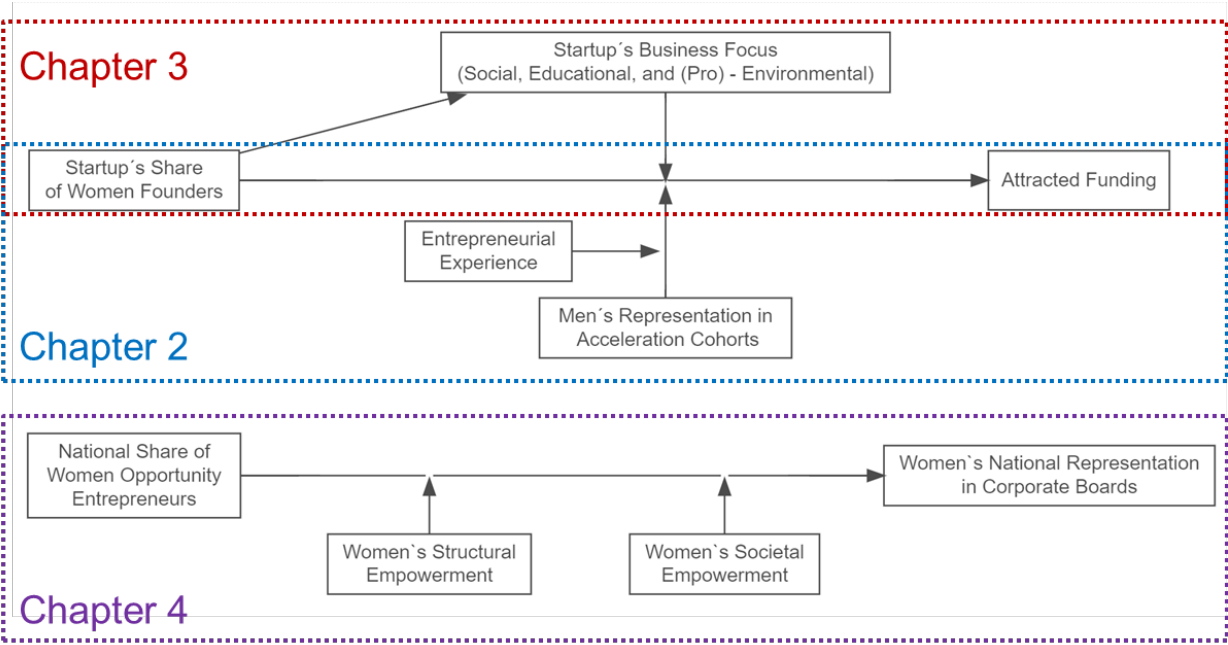 Chapter 3
Startup´s Business Focus
(Social, Educational, and (Pro) - Environmental)
Startup´s Share
of Women Founders
Attracted Funding
Entrepreneurial
Experience
Men´s Representation in
Acceleration Cohorts
Chapter 2
National Share of
Women Opportunity
Entrepreneurs
Women`s National Representation
in Corporate Boards
Women`s Structural
Empowerment
Women`s Societal
Empowerment
Chapter 4